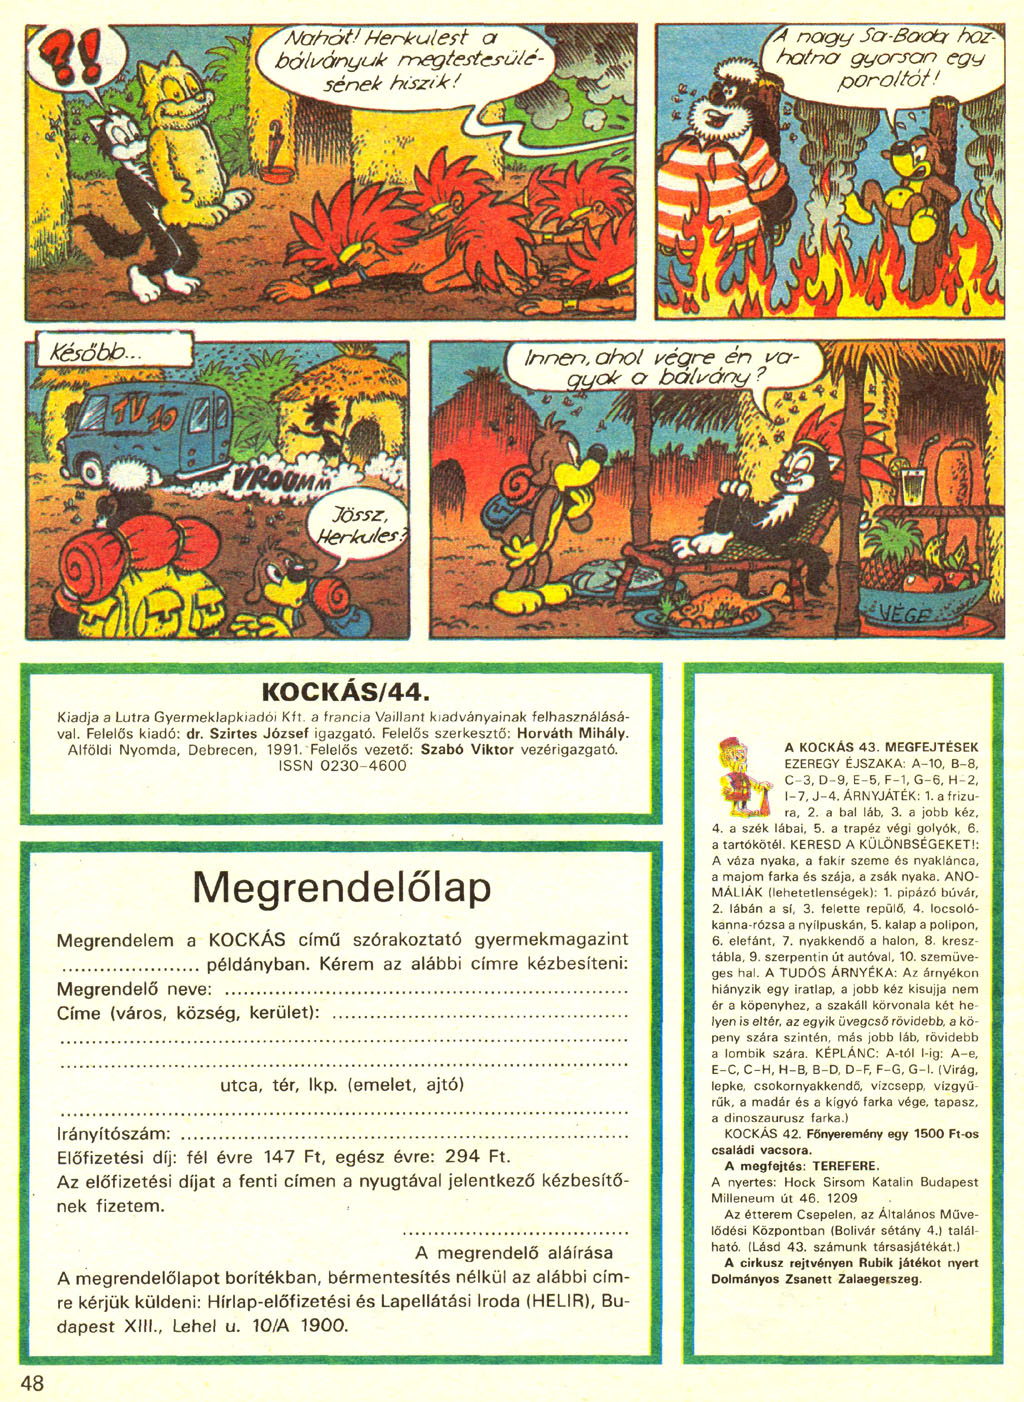 ?!
Nahát! Herkulest a
bálványuk megtestesülé-
sének hiszik!
A nagy Sa-Bada hoz-
hatna gyorsan egy
poroltót!
Később...
TV 10
VROUMM
Jössz,
Herkules?
Innen, ahol végre én va-
gyok a bálvány?
VÉGE
KOCKÁS/44.
Kiadja a Lutra Gyermeklapkiadói Kft. a francia Vaillant kiadványainak felhasználásá-
val. Felelős kiadó: dr. Szirtes József igazgató. Felelős szerkesztő: Horváth Mihály.
Alföldi Nyomda, Debrecen, 1991. Felelős vezető: Szabó Viktor vezérigazgató.
ISSN 0230-4600
Megrendelőlap
Megrendelem a KOCKÁS című szórakoztató gyermekmagazint
...................... példányban. Kérem az alábbi címre kézbesíteni:
Megrendelő neve: ................................................................
Címe (város, község, kerület): ...............................................
..........................................................................................
..........................................................................................
utca, tér, lkp. (emelet, ajtó)
..........................................................................................
Irányítószám: ......................................................................
Előfizetési díj: fél évre 147 Ft, egész évre: 294 Ft.
Az előfizetési díjat a fenti címen a nyugtával jelentkező kézbesítő-
nek fizetem.
....................................
A megrendelő aláírása
A megrendelőlapot borítékban, bérmentesítés nélkül az alábbi cím-
re kérjük küldeni: Hírlap-előfizetési és Lapellátási Iroda (HELIR), Bu-
dapest XIII., Lehel u. 10/A 1900.
A KOCKÁS 43. MEGFEJTÉSEK
EZEREGY ÉJSZAKA: A-10, B-8,
C-3, D-9, E-5, F-1, G-6, H-2,
I-7, J-4. ÁRNYJÁTÉK: 1. a frizu-
ra, 2. a bal láb, 3. a jobb kéz,
4. a szék lábai, 5. a trapéz végi golyók, 6.
a tartókötél. KERESD A KÜLÖNBSÉGEKET!:
A váza nyaka, a fakír szeme és nyaklánca,
a majom farka és szája, a zsák nyaka. ANO-
MÁLIÁK (lehetetlenségek): 1. pipázó búvár,
2. lábán a sí, 3. felette repülő, 4. locsoló-
kanna-rózsa a nyílpuskán, 5. kalap a polipon,
6. elefánt, 7. nyakkendő a halon, 8. kresz-
tábla, 9. szerpentin út autóval, 10. szemüve-
ges hal. A TUDÓS ÁRNYÉKA: Az árnyékon
hiányzik egy iratlap, a jobb kéz kisujja nem
ér a köpenyhez, a szakáll körvonala két he-
lyen is eltér, az egyik üvegcső rövidebb, a kö-
peny szára szintén, más jobb láb, rövidebb
a lombik szára. KÉPLÁNC: A-tól I-ig: A-e,
E-C, C-H, H-B, B-D, D-F, F-G, G-I. (Virág,
lepke, csokornyakkendő, vízcsepp, vízgyű-
rűk, a madár és a kígyó farka vége, tapasz,
a dinoszaurusz farka.)
KOCKÁS 42. Főnyeremény egy 1500 Ft-os
családi vacsora.
A megfejtés: TEREFERE.
A nyertes: Hock Sirsom Katalin Budapest
Milleneum út 46. 1209
Az étterem Csepelen, az Általános Műve-
lődési Központban (Bolivár sétány 4.) talál-
ható. (Lásd 43. számunk társasjátékát.)
A cirkusz rejtvényen Rubik játékot nyert
Dolmányos Zsanett Zalaegerszeg.
48